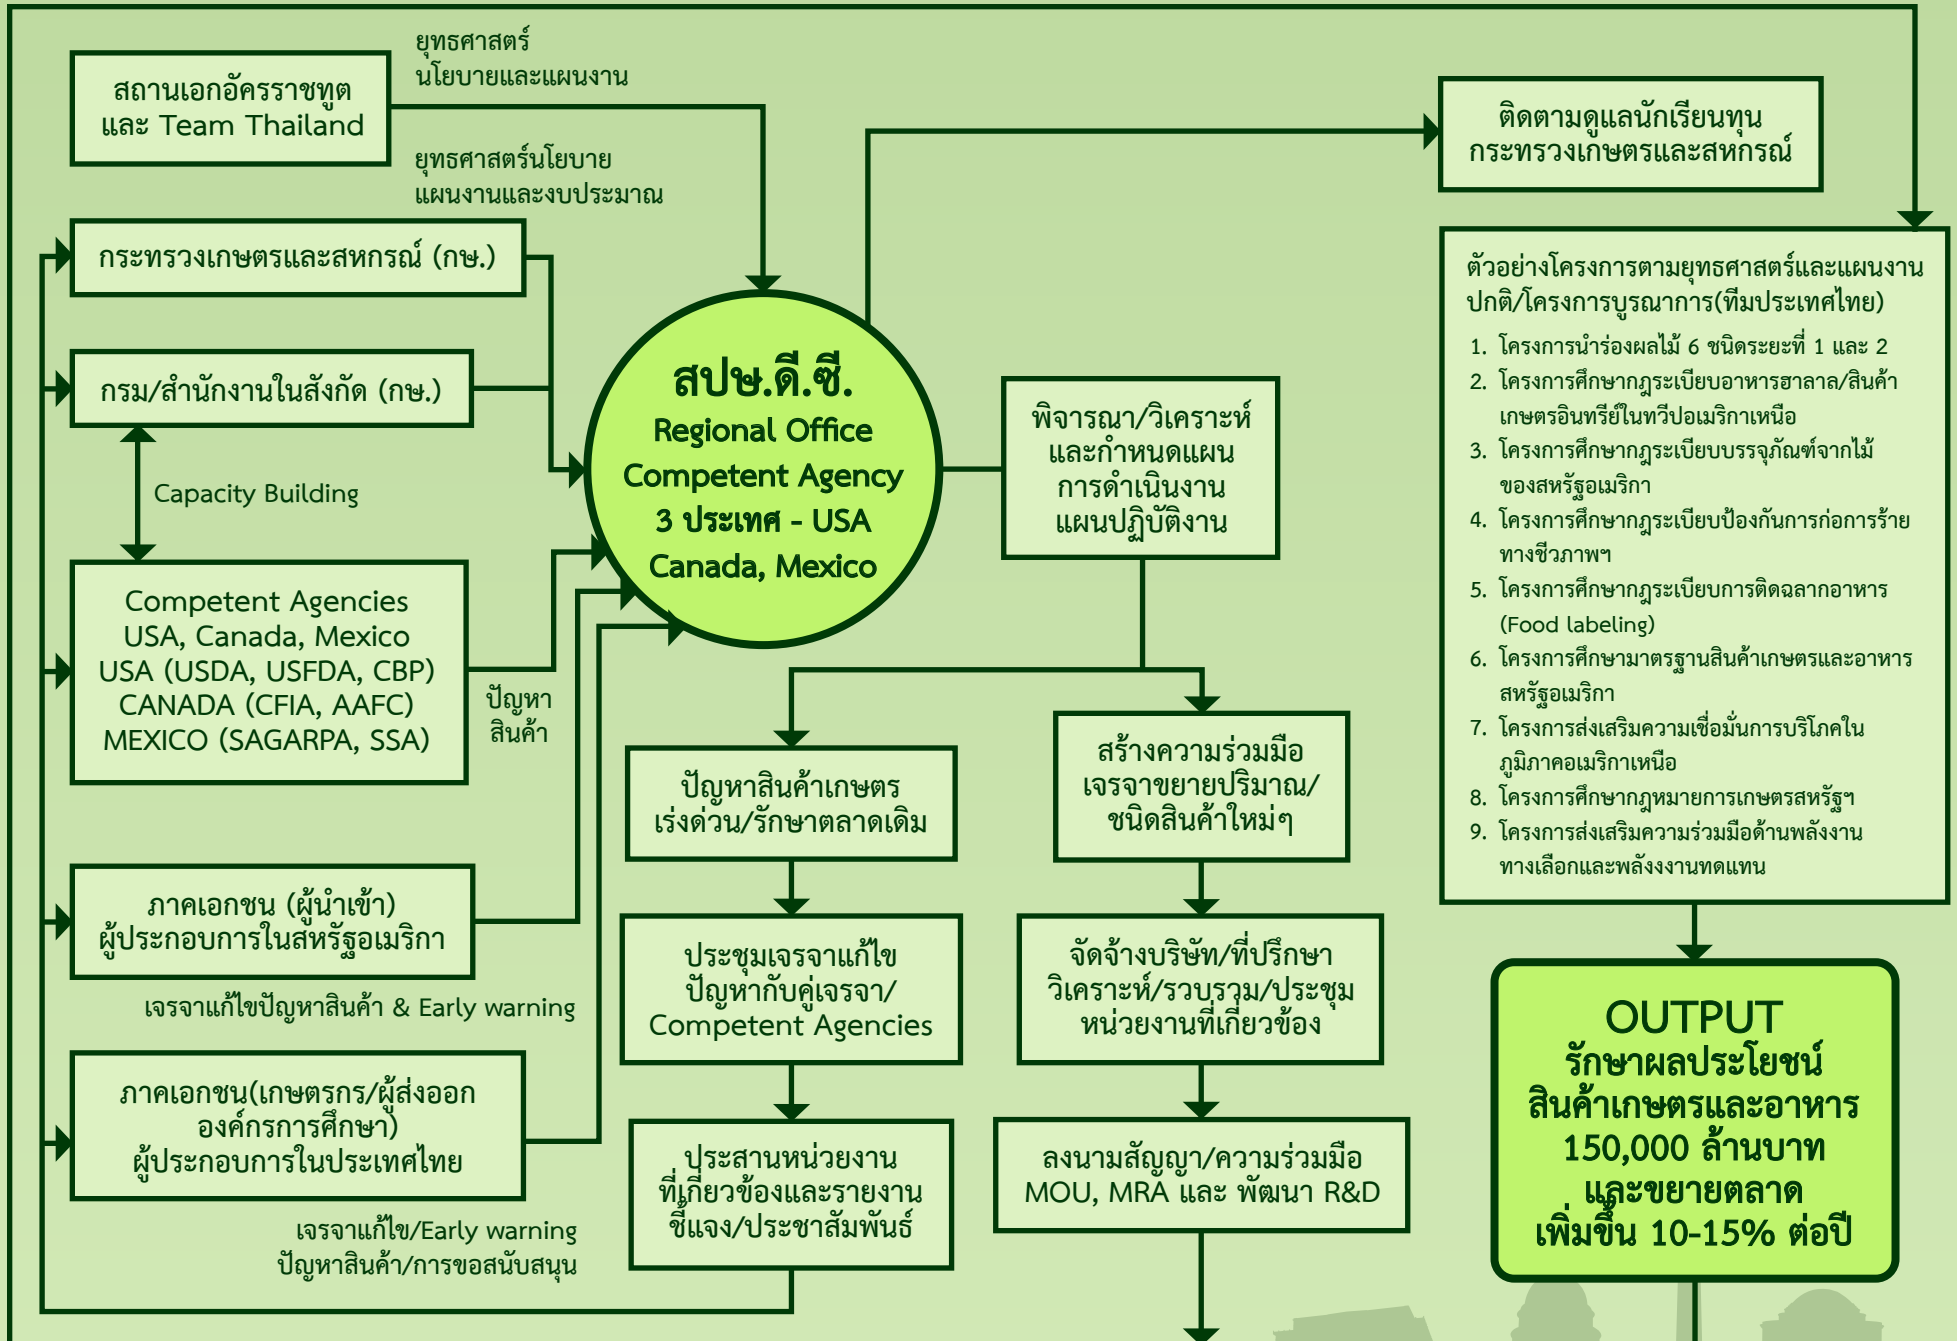 ยุทธศาสตร์
นโยบายและแผนงาน
สถานเอกอัครราชทูต
และ Team Thailand
ยุทธศาสตร์นโยบาย
แผนงานและงบประมาณ
กระทรวงเกษตรและสหกรณ์ (กษ.)
กรม/สำนักงานในสังกัด (กษ.)
Capacity Building
Competent Agencies
USA, Canada, Mexico
USA (USDA, USFDA, CBP)
CANADA (CFIA, AAFC)
MEXICO (SAGARPA, SSA)
ปัญหา
สินค้า
ภาคเอกชน (ผู้นำเข้า)
ผู้ประกอบการในสหรัฐอเมริกา
เจรจาแก้ไขปัญหาสินค้า & Early warning
ภาคเอกชน(เกษตรกร/ผู้ส่งออก
องค์กรการศึกษา)
ผู้ประกอบการในประเทศไทย
เจรจาแก้ไข/Early warning
ปัญหาสินค้า/การขอสนับสนุน
สปษ.ดี.ซี.
Regional Office
Competent Agency
3 ประเทศ - USA
Canada, Mexico
พิจารณา/วิเคราะห์
และกำหนดแผน
การดำเนินงาน
แผนปฏิบัติงาน
ปัญหาสินค้าเกษตร
เร่งด่วน/รักษาตลาดเดิม
ประชุมเจรจาแก้ไข
ปัญหากับคู่เจรจา/
Competent Agencies
ประสานหน่วยงาน
ที่เกี่ยวข้องและรายงาน
ชี้แจง/ประชาสัมพันธ์
สร้างความร่วมมือ
เจรจาขยายปริมาณ/
ชนิดสินค้าใหม่ๆ
จัดจ้างบริษัท/ที่ปรึกษา
วิเคราะห์/รวบรวม/ประชุม
หน่วยงานที่เกี่ยวข้อง
ลงนามสัญญา/ความร่วมมือ
MOU, MRA และ พัฒนา R&D
ติดตามดูแลนักเรียนทุน
กระทรวงเกษตรและสหกรณ์
ตัวอย่างโครงการตามยุทธศาสตร์และแผนงาน
ปกติ/โครงการบูรณาการ(ทีมประเทศไทย)
1. โครงการนำร่องผลไม้ 6 ชนิดระยะที่ 1 และ 2
2. โครงการศึกษากฎระเบียบอาหารฮาลาล/สินค้า
เกษตรอินทรีย์ในทวีปอเมริกาเหนือ
3. โครงการศึกษากฎระเบียบบรรจุภัณฑ์จากไม้
ของสหรัฐอเมริกา
4. โครงการศึกษากฎระเบียบป้องกันการก่อการร้าย
ทางชีวภาพฯ
5. โครงการศึกษากฎระเบียบการติดฉลากอาหาร
(Food labeling)
6. โครงการศึกษามาตรฐานสินค้าเกษตรและอาหาร
สหรัฐอเมริกา
7. โครงการส่งเสริมความเชื่อมั่นการบริโภคใน
ภูมิภาคอเมริกาเหนือ
8. โครงการศึกษากฎหมายการเกษตรสหรัฐฯ
9. โครงการส่งเสริมความร่วมมือด้านพลังงาน
ทางเลือกและพลังงงานทดแทน
OUTPUT
รักษาผลประโยชน์
สินค้าเกษตรและอาหาร
150,000 ล้านบาท
และขยายตลาด
เพิ่มขึ้น 10-15% ต่อปี